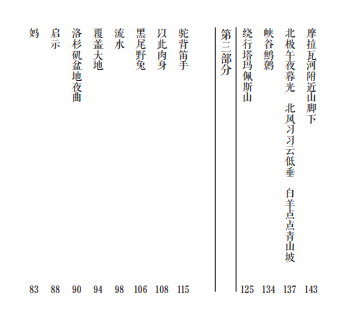 妈 83
启示 88
洛杉矶盆地夜曲 90
覆盖大地 94
流水 98
黑尾野兔 106
以此肉身 108
驼背笛手 115
第三部分
绕行塔玛佩斯山 125
峡谷鹪鹩 134
北极午夜暮光 北风习习云低垂 白羊点点青山坡 137
摩拉瓦河附近山脚下 143